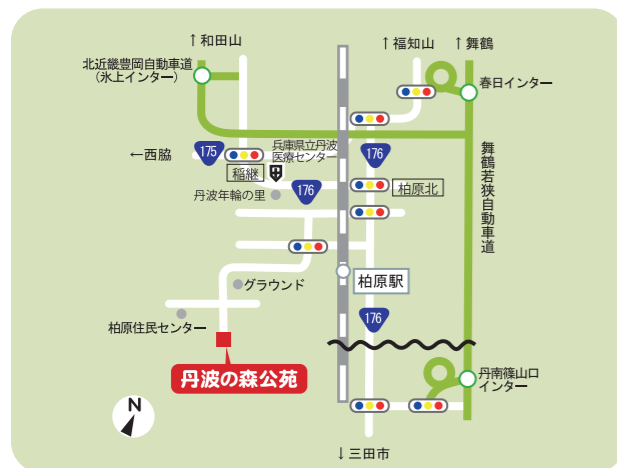 ↑和田山
↑福知山
↑舞鶴
北近畿豊岡自動車道
(氷上インター)
春日インター
175
←西脇
兵庫県立丹波
医療センター
176
稲継
舞鶴若狭自動車道
丹波年輪の里
176
柏原北
柏原駅
グラウンド
176
柏原住民センター
丹波の森公苑
丹南篠山口
インター
N
↓三田市